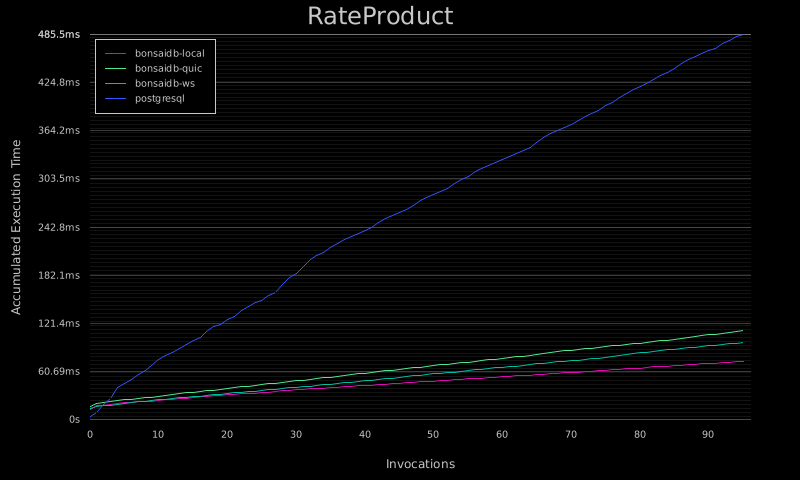 RateProduct
485.5ms
424.8ms
364.2ms
303.5ms
242.8ms
182.1ms
121.4ms
60.69ms
0s
bonsaidb-local
bonsaidb-quic
bonsaidb-ws
postgresql
Accumulated Execution Time
0 10 20 30 40 50 60 70 80 90
Invocations